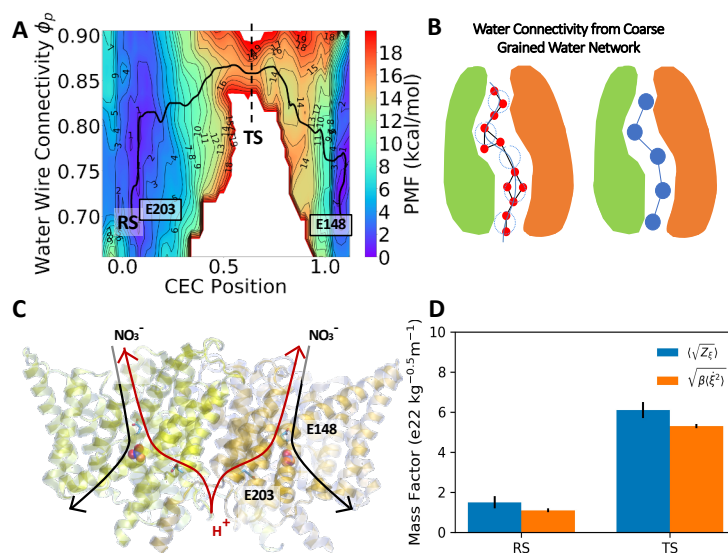 A
Water Wire Connectivity ϕp
0.90
0.85
0.80
0.75
0.70
TS
RS
E203
E148
0.0
0.5
1.0
CEC Position
18
16
14
12
10
8
6
4
2
0
PMF (kcal/mol)
B
Water Connectivity from Coarse
Grained Water Network
C
NO₃⁻
NO₃⁻
E148
E203
H⁺
D
Mass Factor (e22 kg⁻⁰·⁵m⁻¹)
10
8
6
4
2
0
⟨√Zξ⟩
√β⟨ξ̇²⟩
RS
TS